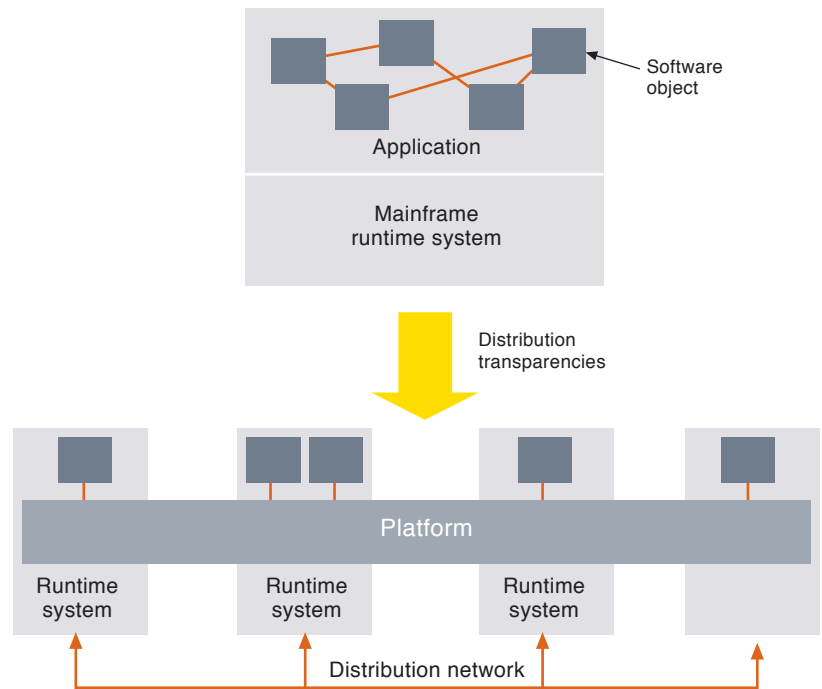 Software
object
Application
Mainframe
runtime system
Distribution
transparencies
Platform
Runtime
system
Runtime
system
Runtime
system
Distribution network